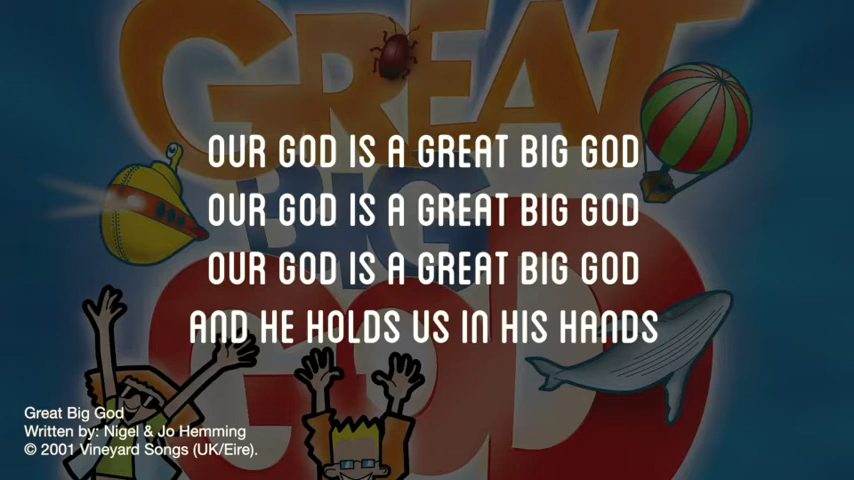 GREAT
BIG
GOD
OUR GOD IS A GREAT BIG GOD
OUR GOD IS A GREAT BIG GOD
OUR GOD IS A GREAT BIG GOD
AND HE HOLDS US IN HIS HANDS
Great Big God
Written by: Nigel & Jo Hemming
© 2001 Vineyard Songs (UK/Eire).